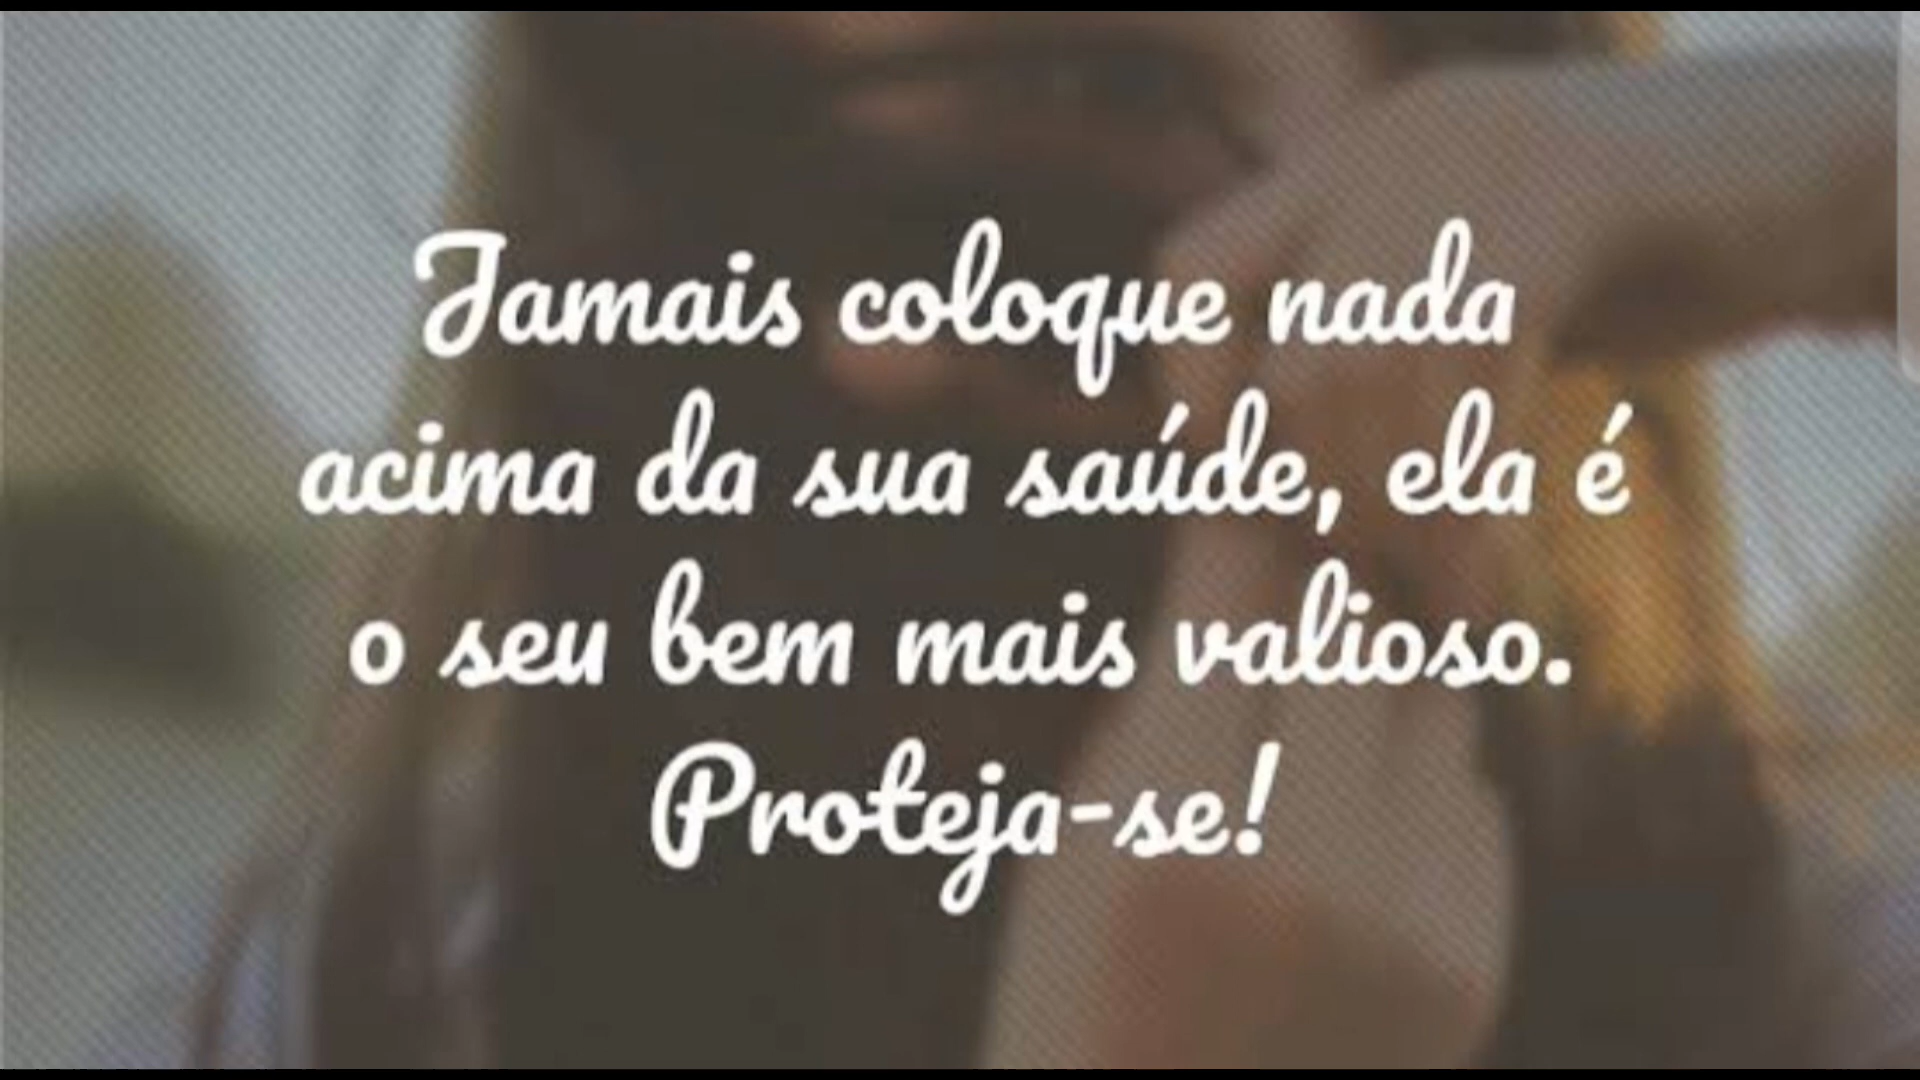 Jamais coloque nada
acima da sua saúde, ela é
o seu bem mais valioso.
Proteja-se!